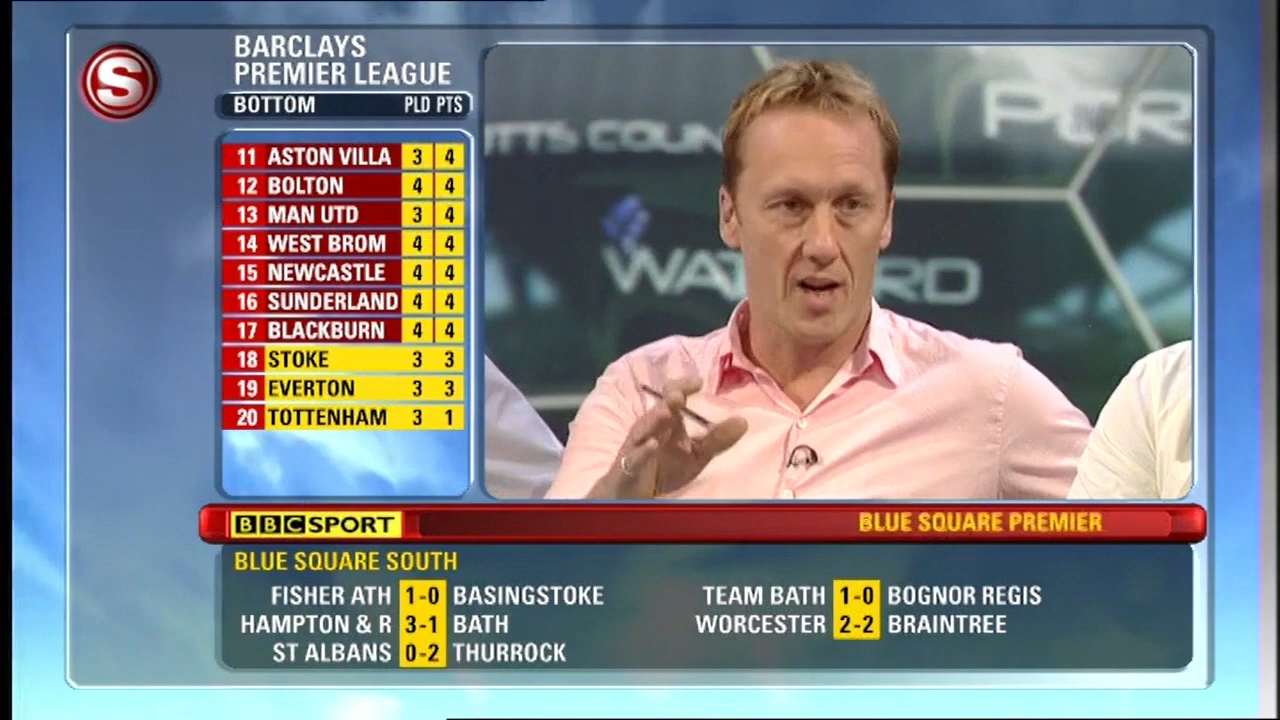 S
BARCLAYS
PREMIER LEAGUE
BOTTOM PLD PTS
11 ASTON VILLA 3 4
12 BOLTON 4 4
13 MAN UTD 3 4
14 WEST BROM 4 4
15 NEWCASTLE 4 4
16 SUNDERLAND 4 4
17 BLACKBURN 4 4
18 STOKE 3 3
19 EVERTON 3 3
20 TOTTENHAM 3 1
WATFORD
BBC SPORT BLUE SQUARE PREMIER
BLUE SQUARE SOUTH
FISHER ATH 1-0 BASINGSTOKE TEAM BATH 1-0 BOGNOR REGIS
HAMPTON & R 3-1 BATH WORCESTER 2-2 BRAINTREE
ST ALBANS 0-2 THURROCK